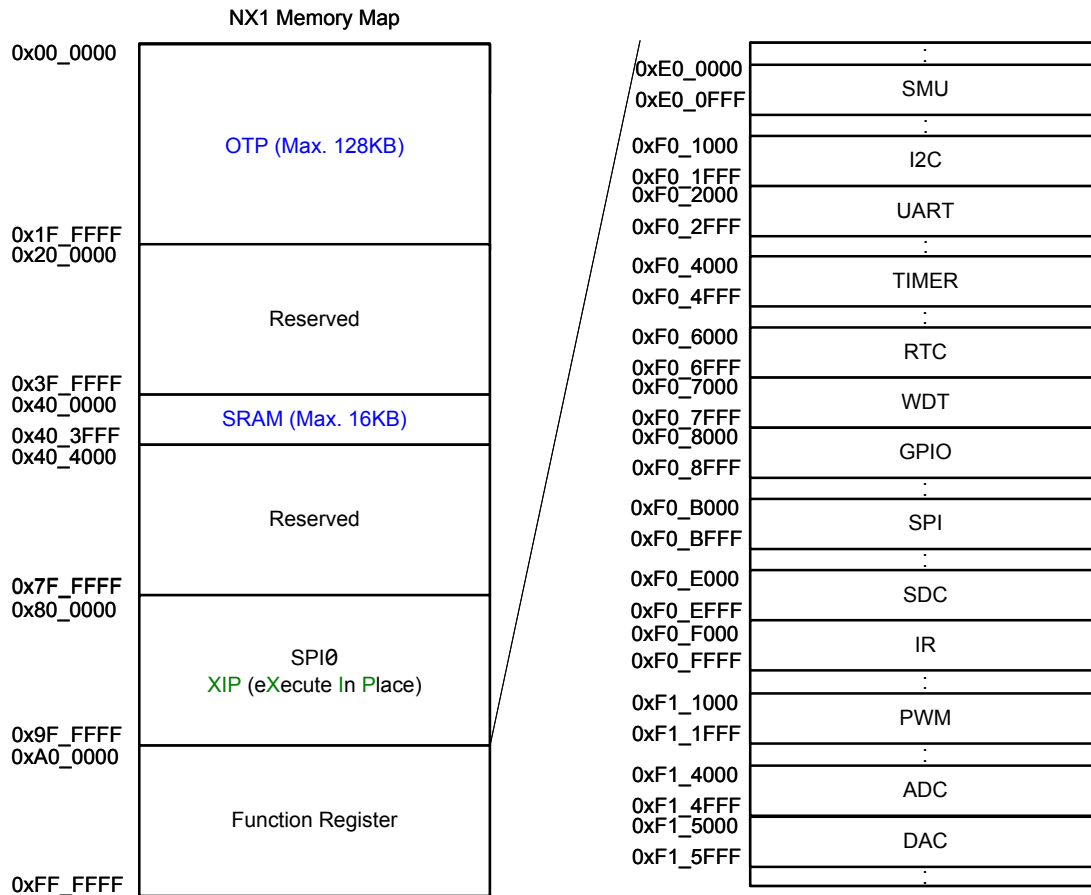 NX1 Memory Map
0x00_0000
OTP (Max. 128KB)
0x1F_FFFF
0x20_0000
Reserved
0x3F_FFFF
0x40_0000
SRAM (Max. 16KB)
0x40_3FFF
0x40_4000
Reserved
0x7F_FFFF
0x80_0000
SPI0
XIP (eXecute In Place)
0x9F_FFFF
0xA0_0000
Function Register
0xFF_FFFF
:
0xE0_0000
SMU
0xE0_0FFF
:
0xF0_1000
I2C
0xF0_1FFF
0xF0_2000
UART
0xF0_2FFF
:
0xF0_4000
TIMER
0xF0_4FFF
:
0xF0_6000
RTC
0xF0_6FFF
0xF0_7000
WDT
0xF0_7FFF
0xF0_8000
GPIO
0xF0_8FFF
:
0xF0_B000
SPI
0xF0_BFFF
:
0xF0_E000
SDC
0xF0_EFFF
0xF0_F000
IR
0xF0_FFFF
:
0xF1_1000
PWM
0xF1_1FFF
:
0xF1_4000
ADC
0xF1_4FFF
0xF1_5000
DAC
0xF1_5FFF
: